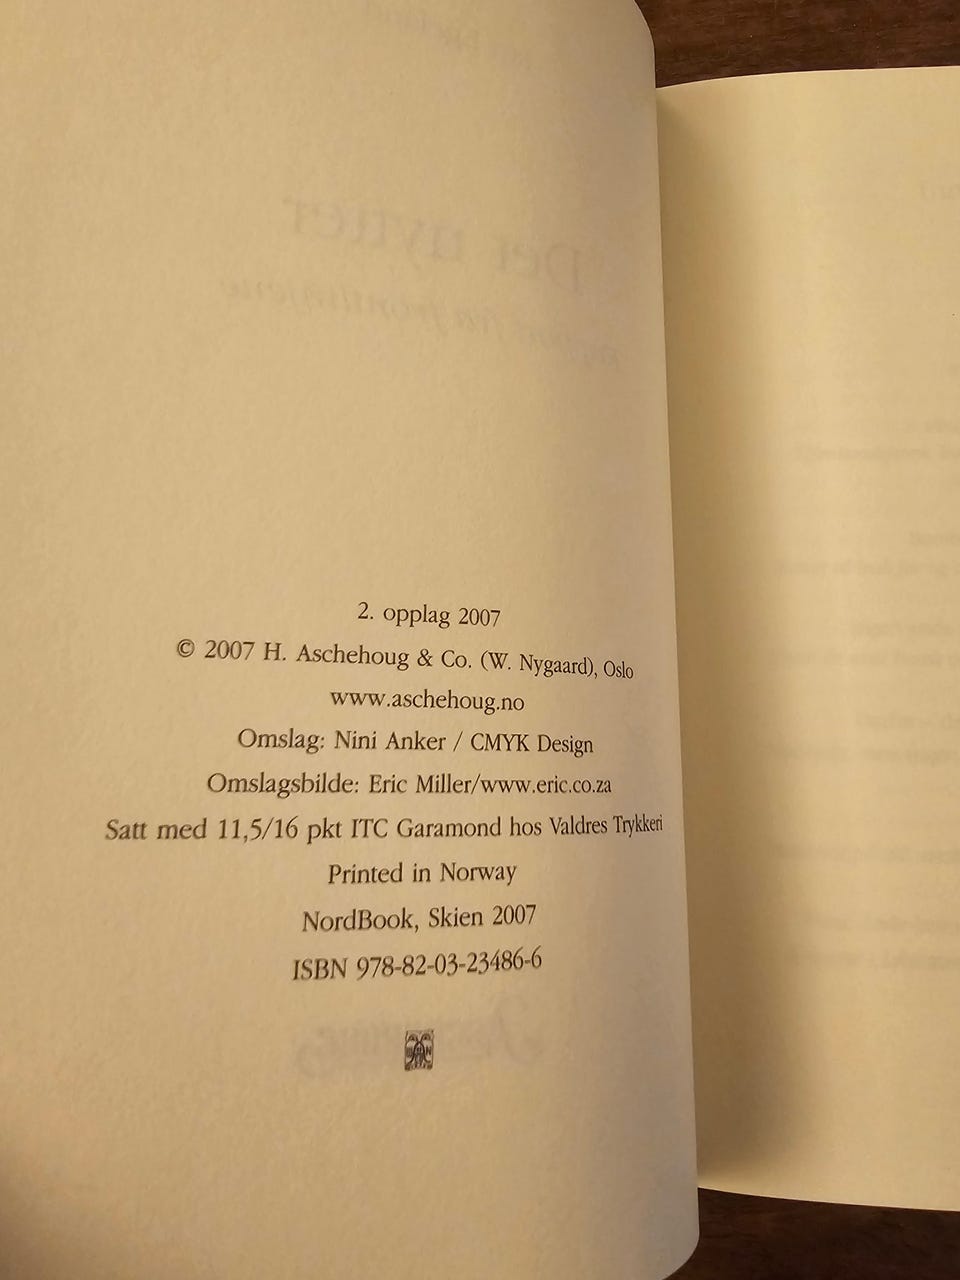 2. opplag 2007
© 2007 H. Aschehoug & Co. (W. Nygaard), Oslo
www.aschehoug.no
Omslag: Nini Anker / CMYK Design
Omslagsbilde: Eric Miller/www.eric.co.za
Satt med 11,5/16 pkt ITC Garamond hos Valdres Trykkeri
Printed in Norway
NordBook, Skien 2007
ISBN 978-82-03-23486-6